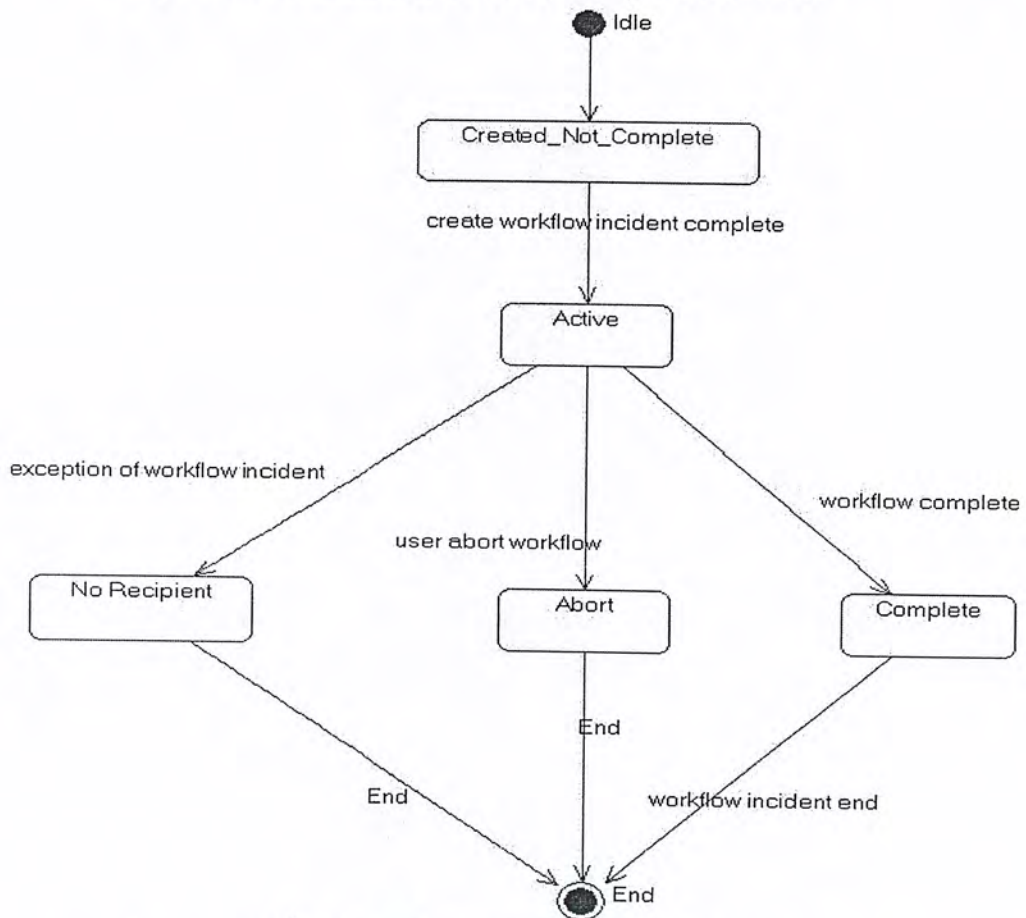 Idle
Created_Not_Complete
create workflow incident complete
Active
exception of workflow incident
workflow complete
user abort workflow
No Recipient
Abort
Complete
End
End
workflow incident end
End